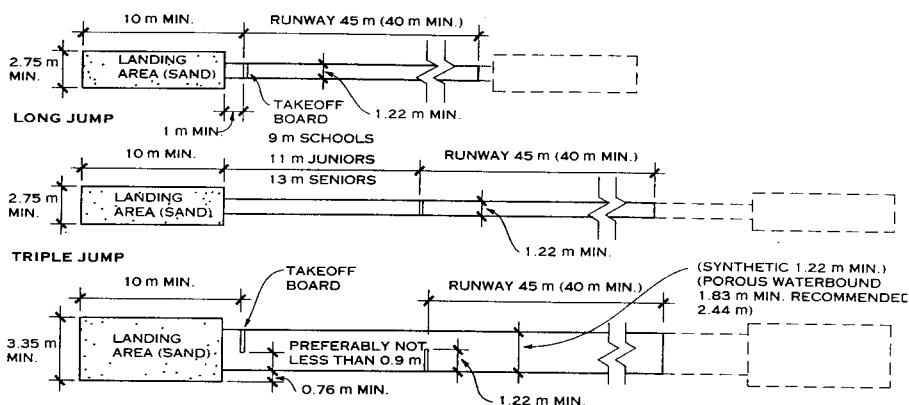 10 m MIN.
RUNWAY 45 m (40 m MIN.)
2.75 m
MIN.
LANDING
AREA (SAND)
TAKEOFF
BOARD
1.22 m MIN.
LONG JUMP
1 m MIN.
9 m SCHOOLS
10 m MIN.
11 m JUNIORS
RUNWAY 45 m (40 m MIN.)
13 m SENIORS
2.75 m
MIN.
LANDING
AREA (SAND)
1.22 m MIN.
TRIPLE JUMP
10 m MIN.
TAKEOFF
BOARD
RUNWAY 45 m (40 m MIN.)
(SYNTHETIC 1.22 m MIN.)
(POROUS WATERBOUND
1.83 m MIN. RECOMMENDED
2.44 m)
3.35 m
MIN.
LANDING
AREA (SAND)
PREFERABLY NOT
LESS THAN 0.9 m
0.76 m MIN.
1.22 m MIN.